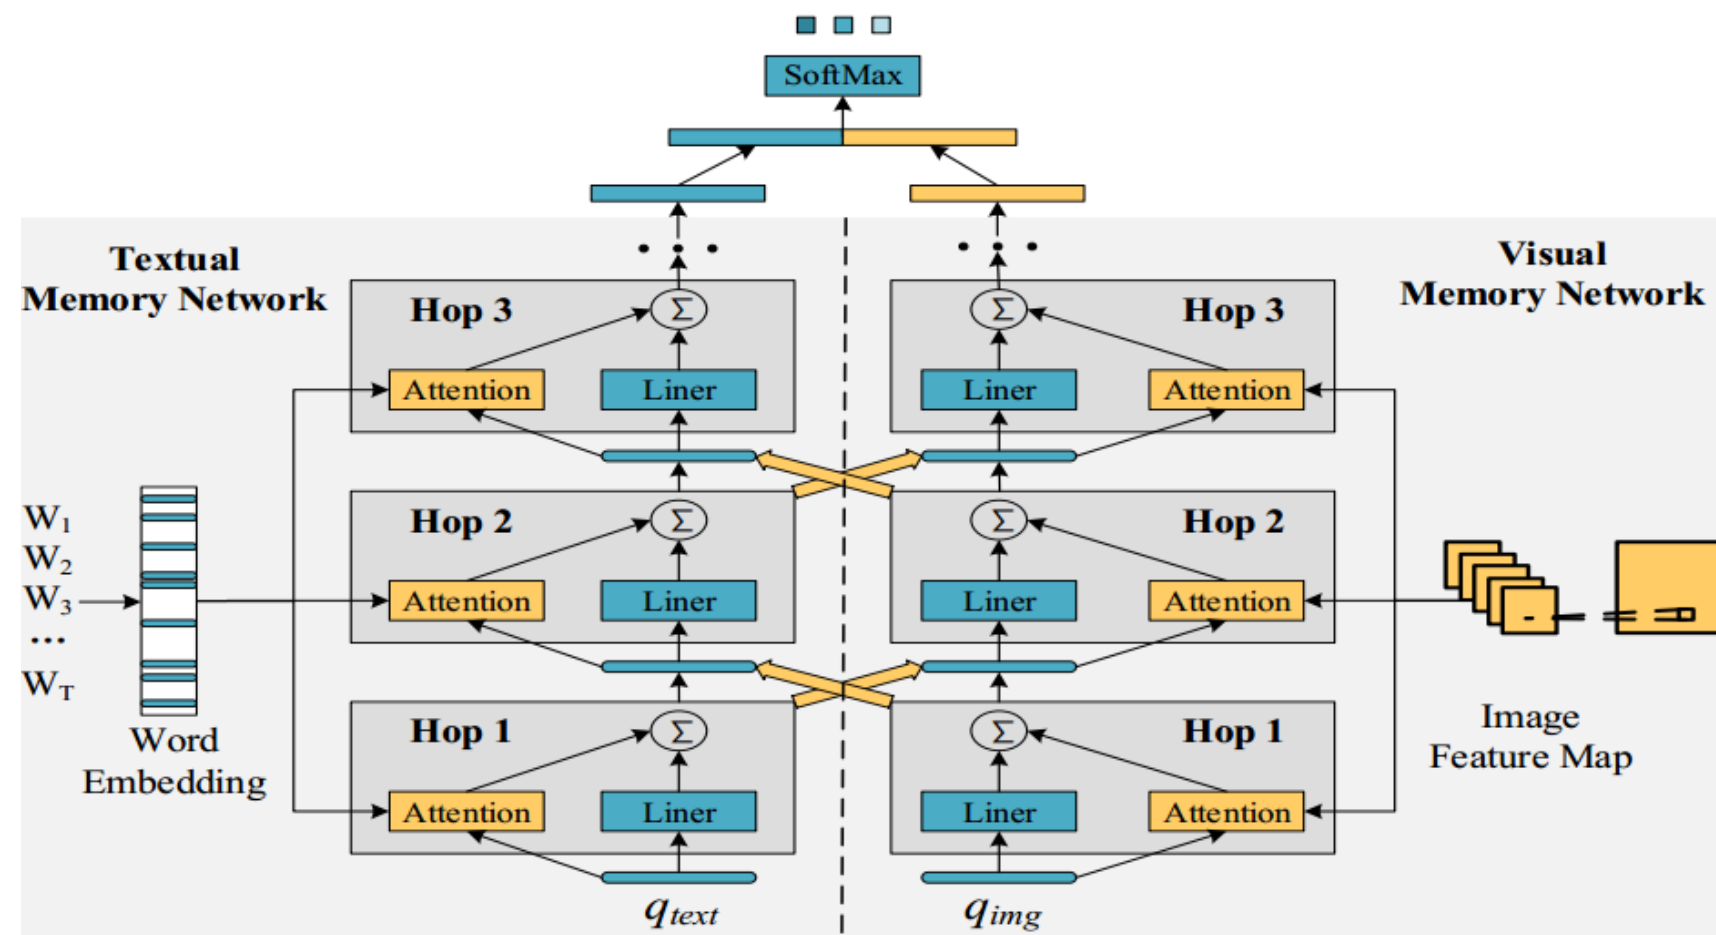 SoftMax
Textual
Memory Network
Visual
Memory Network
Hop 3
Σ
Attention
Liner
Hop 3
Σ
Liner
Attention
Hop 2
Σ
Attention
Liner
Hop 2
Σ
Liner
Attention
Hop 1
Σ
Attention
Liner
Hop 1
Σ
Liner
Attention
W1
W2
W3
...
WT
Word
Embedding
Image
Feature Map
qtext
qimg